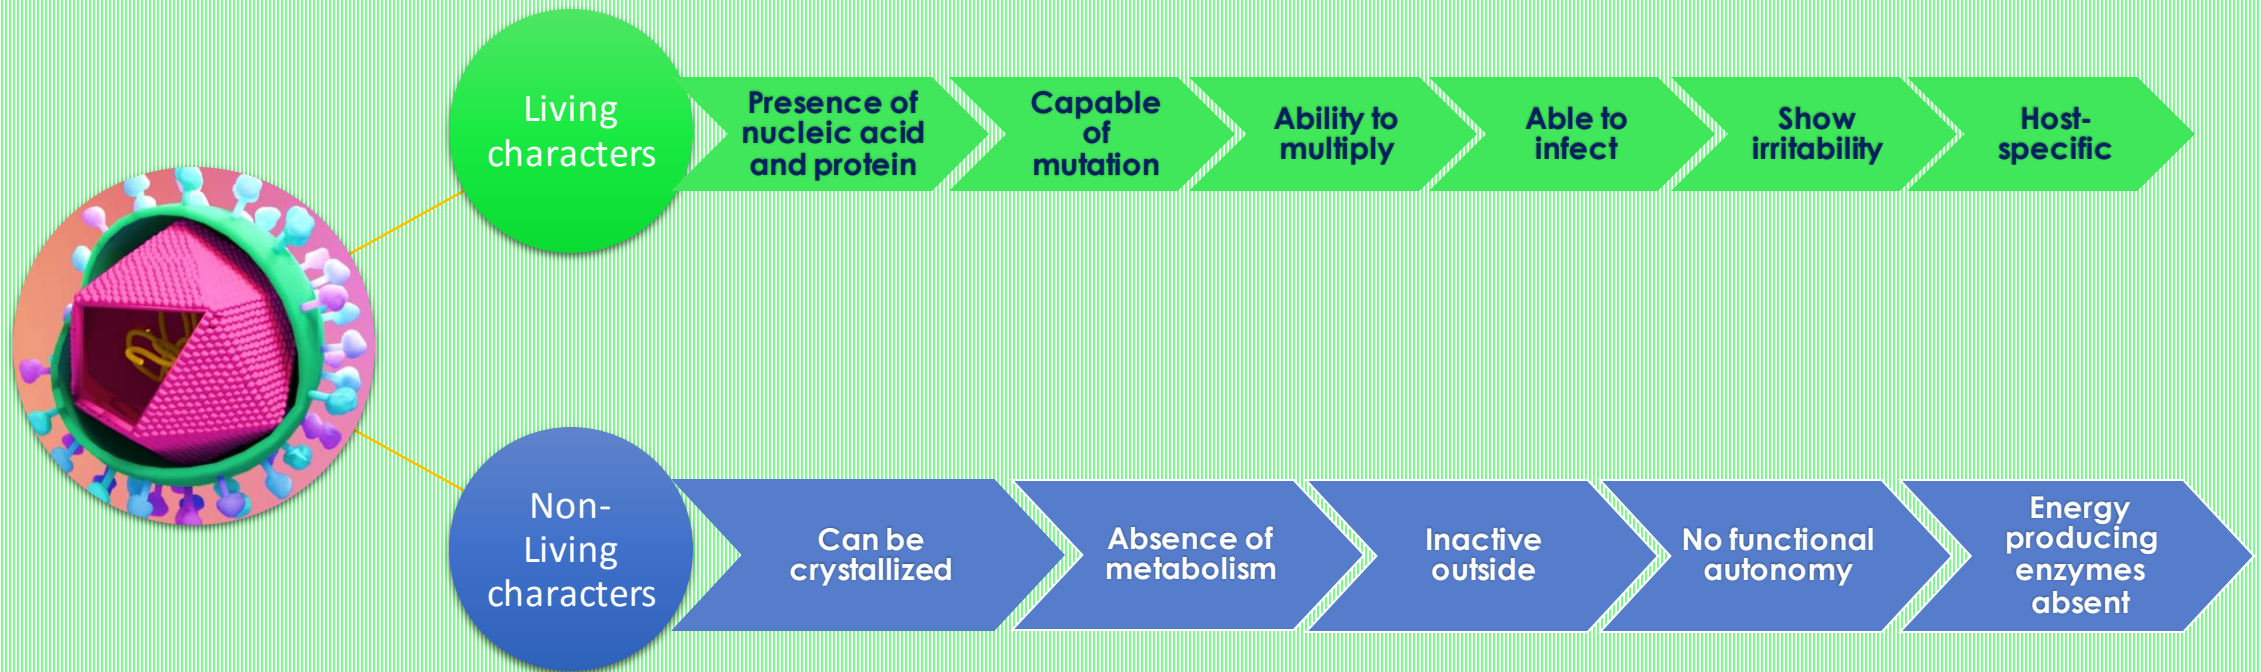 Living
characters
Presence of
nucleic acid
and protein
Capable
of
mutation
Ability to
multiply
Able to
infect
Show
irritability
Host-
specific
Non-
Living
characters
Can be
crystallized
Absence of
metabolism
Inactive
outside
No functional
autonomy
Energy
producing
enzymes
absent